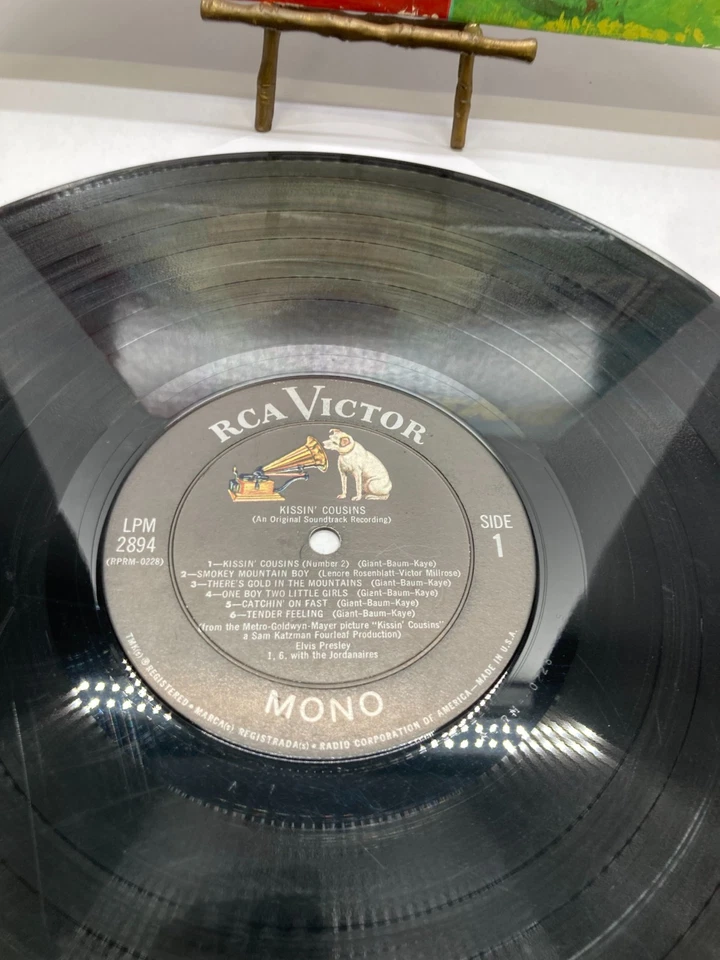 RCA VICTOR
KISSIN' COUSINS
(An Original Soundtrack Recording)
LPM
2894
(RPRM-0228)
SIDE
1
1—KISSIN' COUSINS (Number 2) (Giant-Baum-Kaye)
2—SMOKEY MOUNTAIN BOY (Lenore Rosenblatt-Victor Millrose)
3—THERE'S GOLD IN THE MOUNTAINS (Giant-Baum-Kaye)
4—ONE BOY TWO LITTLE GIRLS (Giant-Baum-Kaye)
5—CATCHIN' ON FAST (Giant-Baum-Kaye)
6—TENDER FEELING (Giant-Baum-Kaye)
(from the Metro-Goldwyn-Mayer picture "Kissin' Cousins"
a Sam Katzman Fourleaf Production)
Elvis Presley
1, 6, with the Jordanaires
MONO
TMK(s) ® REGISTERED • MARCA(s) REGISTRADA(s) • RADIO CORPORATION OF AMERICA—MADE IN U.S.A.